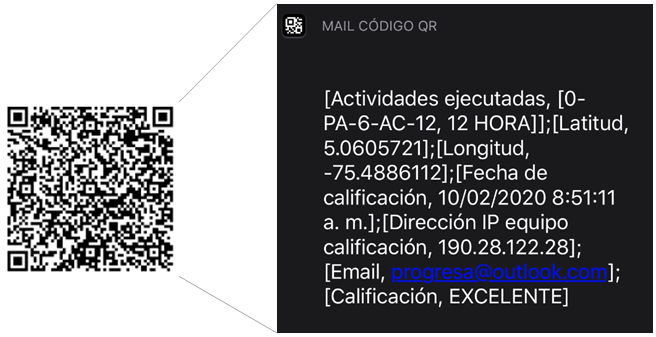 MAIL CÓDIGO QR
[Actividades ejecutadas, [0-
PA-6-AC-12, 12 HORA]];[Latitud,
5.0605721];[Longitud,
-75.4886112];[Fecha de
calificación, 10/02/2020 8:51:11
a. m.];[Dirección IP equipo
calificación, 190.28.122.28];
[Email, progresa@outlook.com];
[Calificación, EXCELENTE]